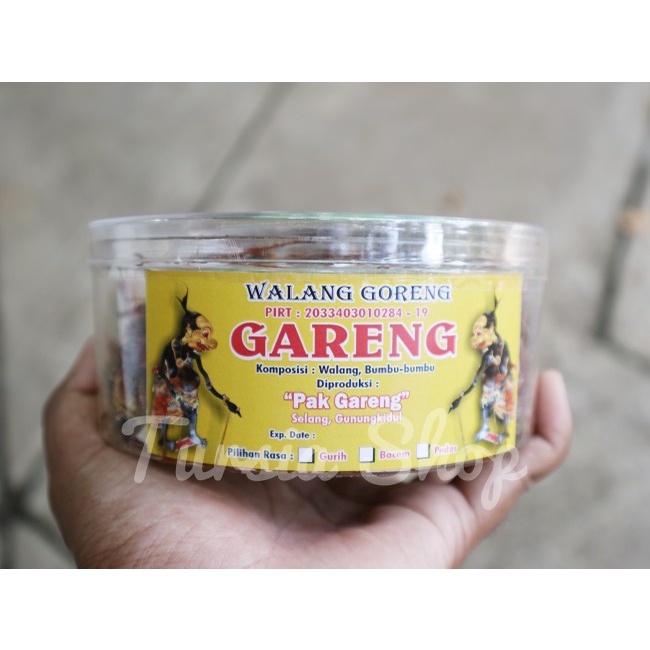 WALANG GORENG
PIRT : 2033403010284 - 19
GARENG
Komposisi : Walang, Bumbu-bumbu
Diproduksi :
"Pak Gareng"
Selang, Gunungkidul
Exp. Date :
Pilihan Rasa : Gurih Bacem Pedas
Tursu Shop